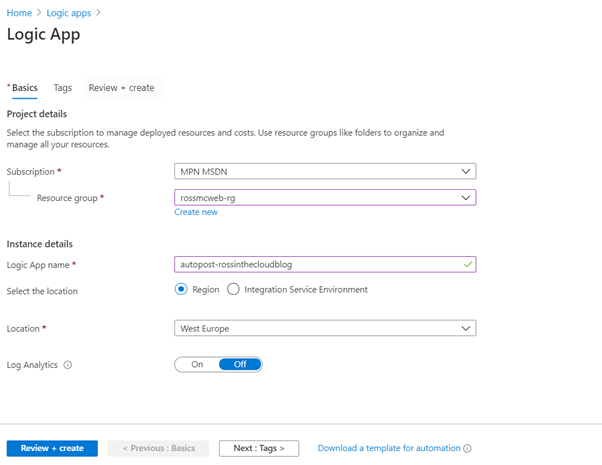 Home > Logic apps >
Logic App
* Basics Tags Review + create
Project details
Select the subscription to manage deployed resources and costs. Use resource groups like folders to organize and
manage all your resources.
Subscription * MPN MSDN
Resource group * rossmcweb-rg
Create new
Instance details
Logic App name * autopost-rossinthecloudblog
Select the location Region Integration Service Environment
Location * West Europe
Log Analytics On Off
Review + create < Previous : Basics Next : Tags > Download a template for automation